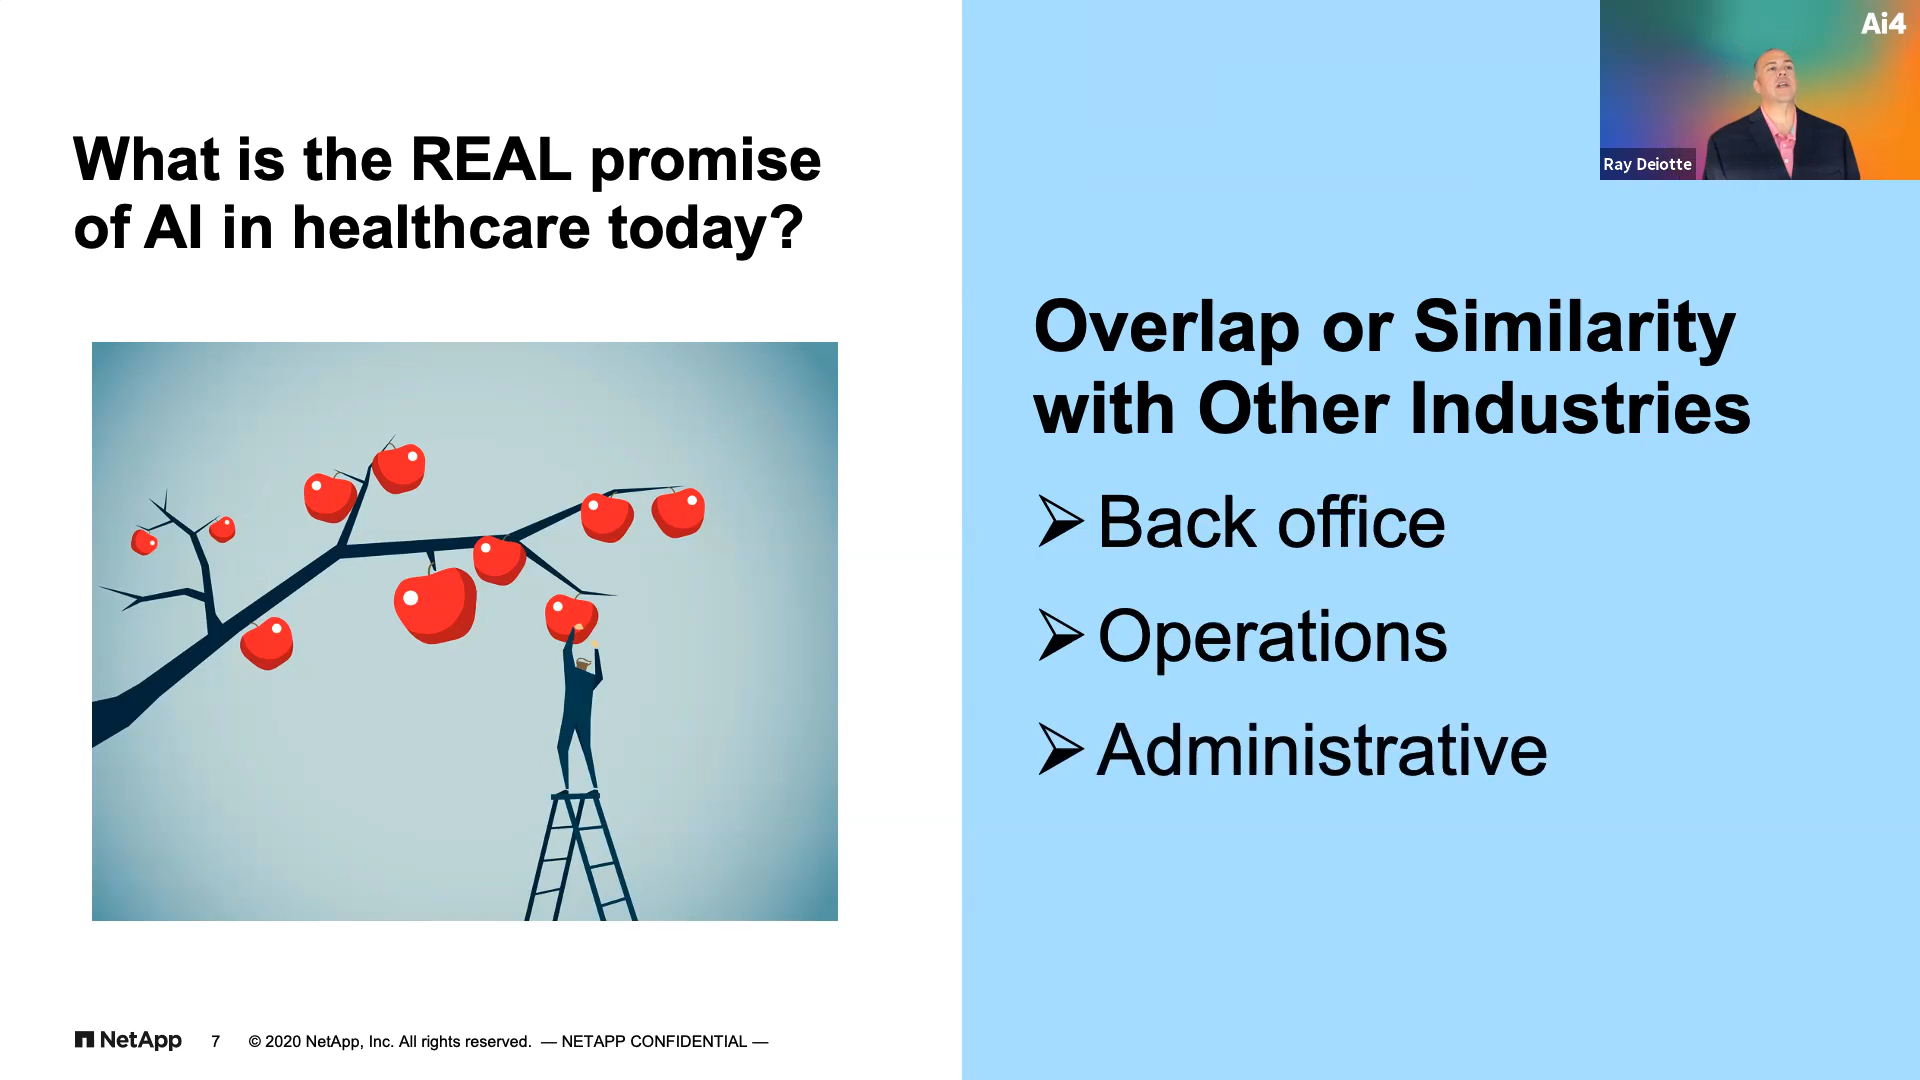 What is the REAL promise
of AI in healthcare today?
Overlap or Similarity
with Other Industries
➢ Back office
➢ Operations
➢ Administrative
Ai4
Ray Deiotte
NetApp 7 © 2020 NetApp, Inc. All rights reserved. — NETAPP CONFIDENTIAL —